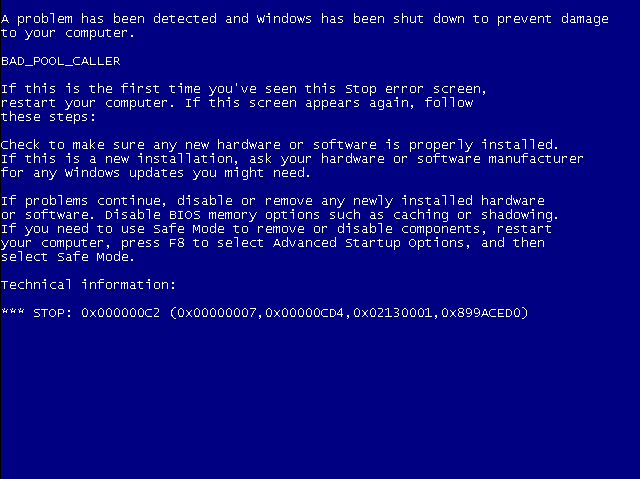 A problem has been detected and Windows has been shut down to prevent damage
to your computer.
BAD_POOL_CALLER
If this is the first time you've seen this Stop error screen,
restart your computer. If this screen appears again, follow
these steps:
Check to make sure any new hardware or software is properly installed.
If this is a new installation, ask your hardware or software manufacturer
for any Windows updates you might need.
If problems continue, disable or remove any newly installed hardware
or software. Disable BIOS memory options such as caching or shadowing.
If you need to use Safe Mode to remove or disable components, restart
your computer, press F8 to select Advanced Startup Options, and then
select Safe Mode.
Technical information:
*** STOP: 0x000000C2 (0x00000007,0x00000CD4,0x02130001,0x899ACED0)